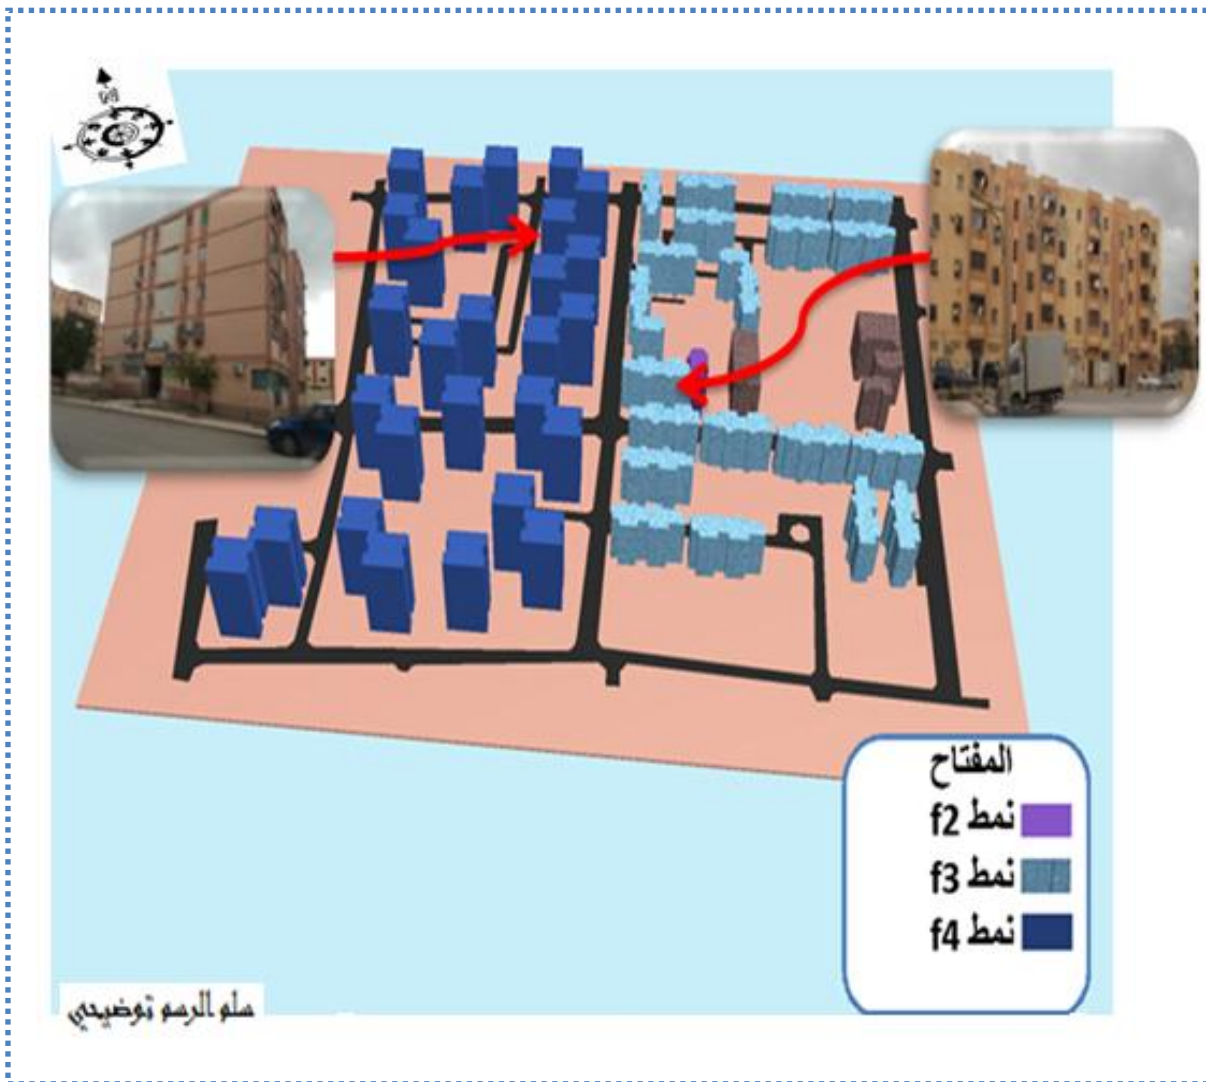 المفتاح
نمط f2
نمط f3
نمط f4
سلم الرسم توضيحي